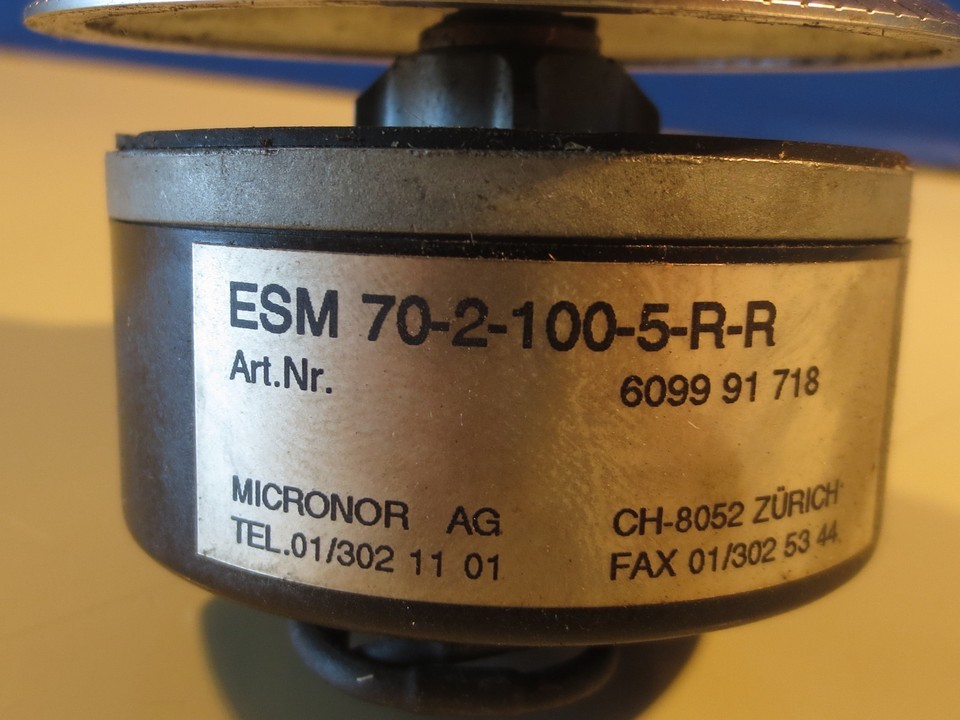 ESM 70-2-100-5-R-R
Art.Nr. 6099 91 718
MICRONOR AG CH-8052 ZÜRICH
TEL.01/302 11 01 FAX 01/302 53 44